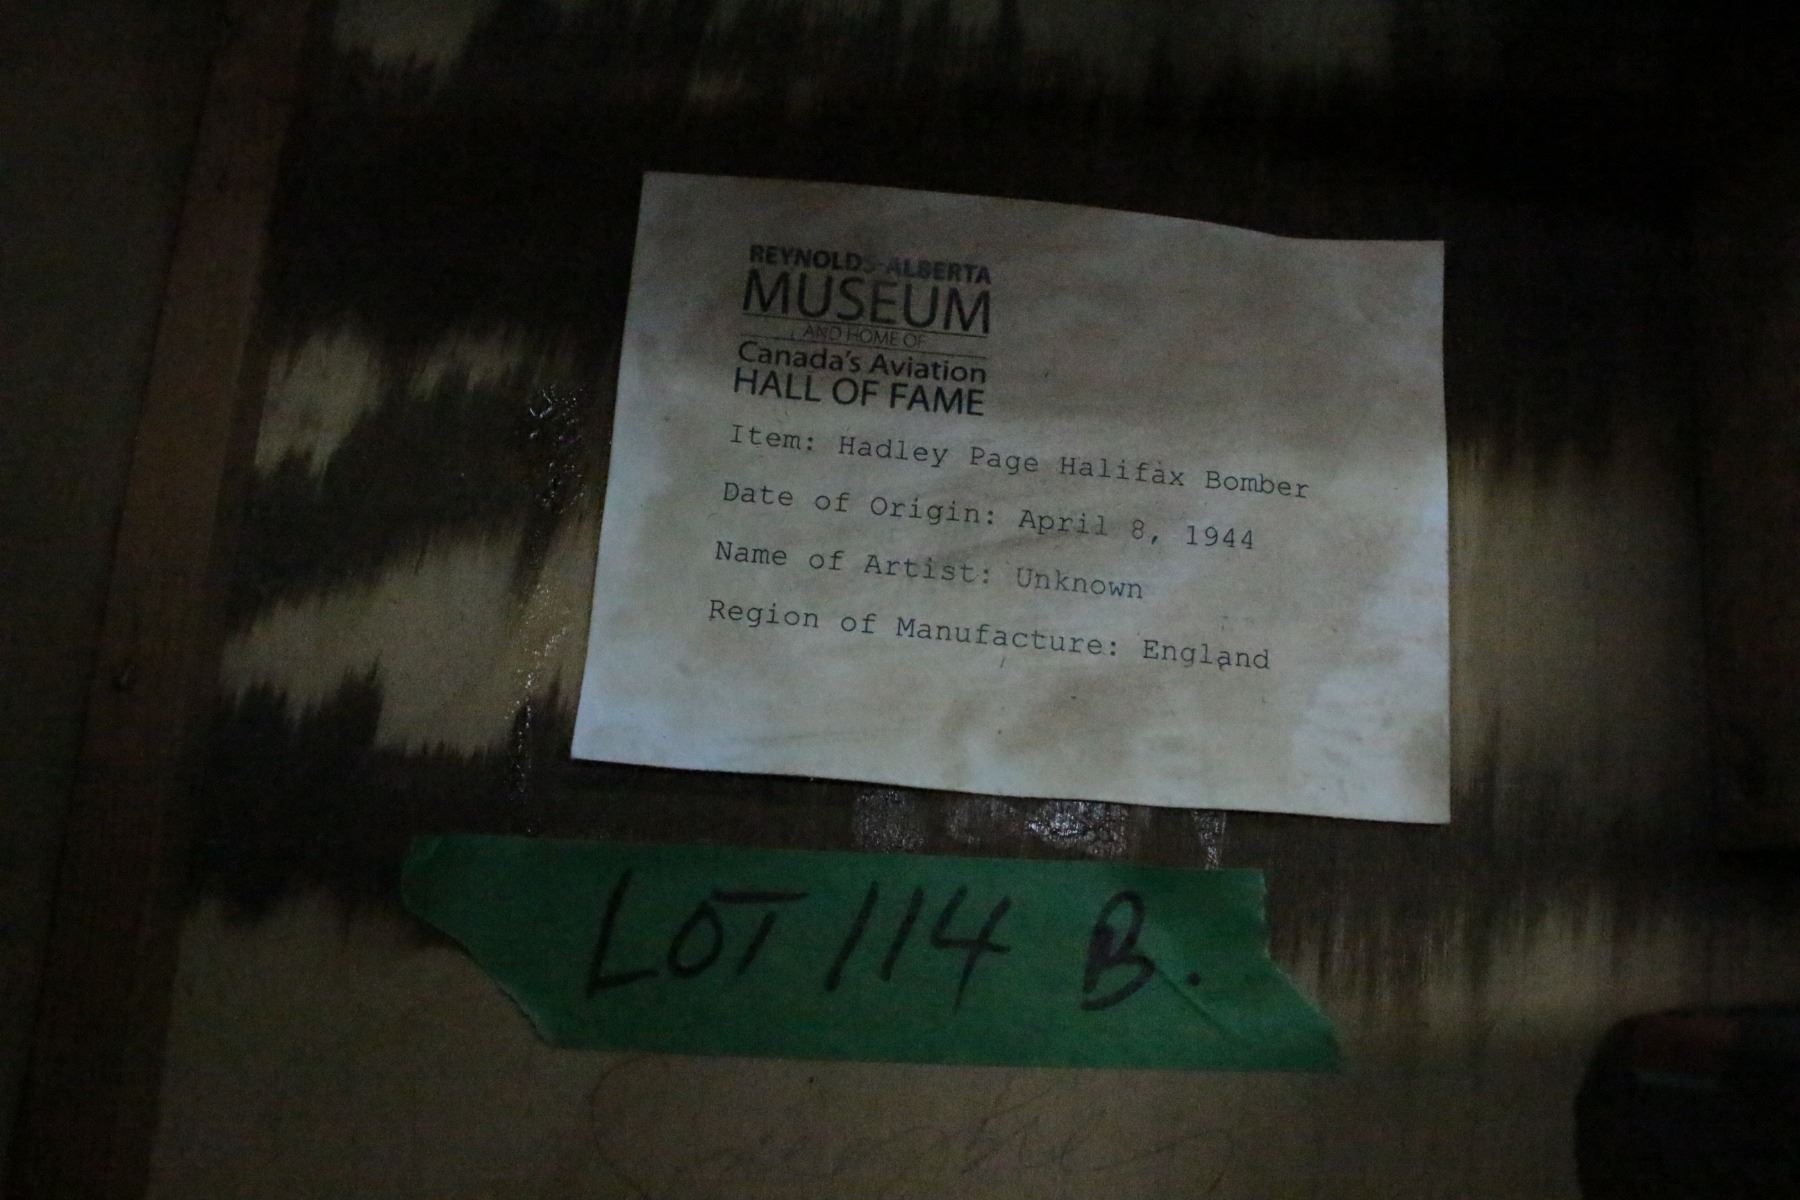 REYNOLDS-ALBERTA
MUSEUM
AND HOME OF
Canada's Aviation
HALL OF FAME
Item: Hadley Page Halifax Bomber
Date of Origin: April 8, 1944
Name of Artist: Unknown
Region of Manufacture: England
LOT 114 B.